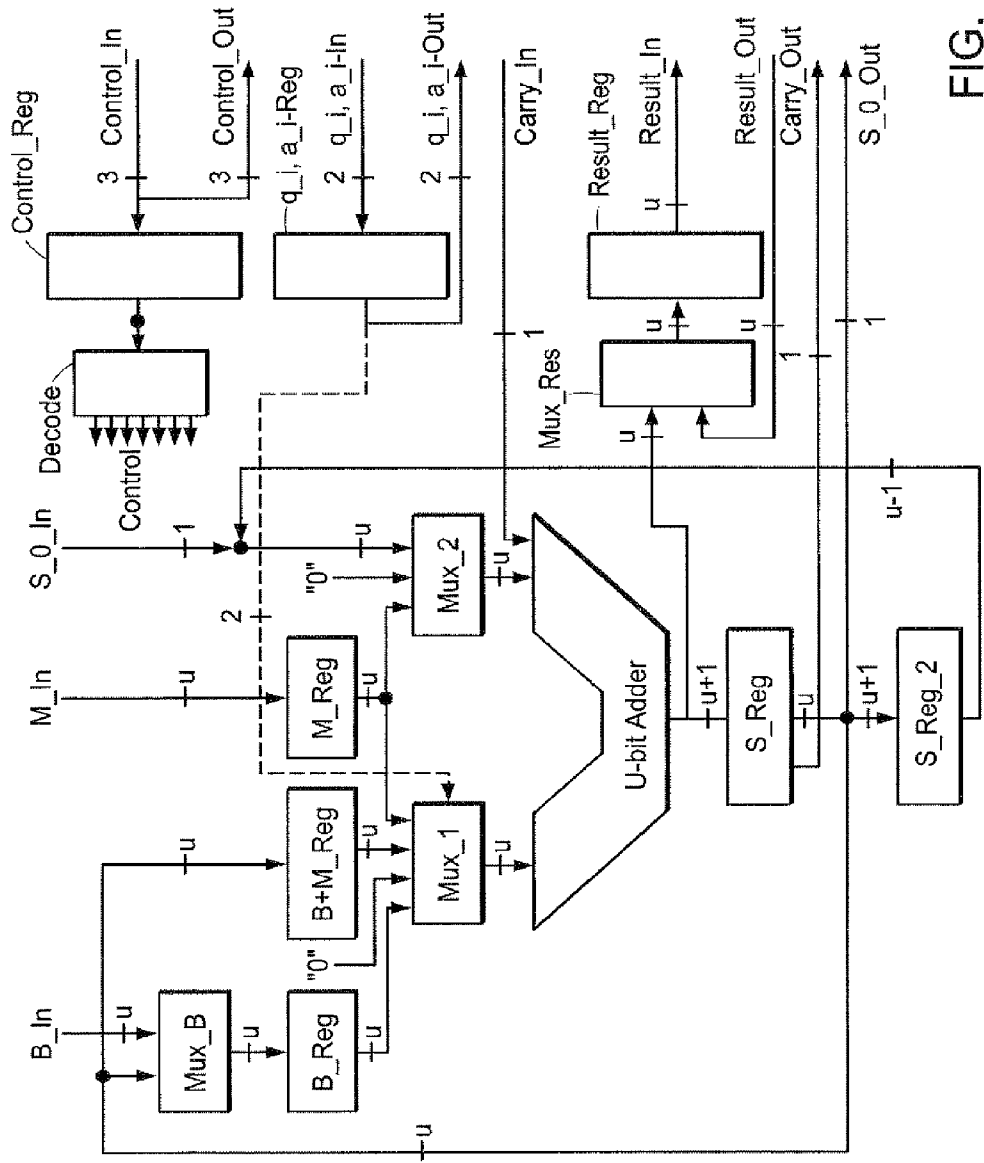 B_In
M_In
S_0_In
Control
Decode
Control_Reg
3
Control_In
3
Control_Out
u
u
u
1
2
q_i, a_i-Reg
2
q_i, a_i-In
2
q_i, a_i-Out
Mux_B
u
B_Reg
u
"0"
B+M_Reg
u
M_Reg
u
"0"
u
Mux_1
u
Mux_2
u
1
Carry_In
U-bit Adder
Mux_Res
u
u
Result_Reg
u
Result_In
u
Result_Out
1
Carry_Out
1
S_0_Out
u+1
S_Reg
u
u+1
S_Reg_2
u-1
u
FIG.